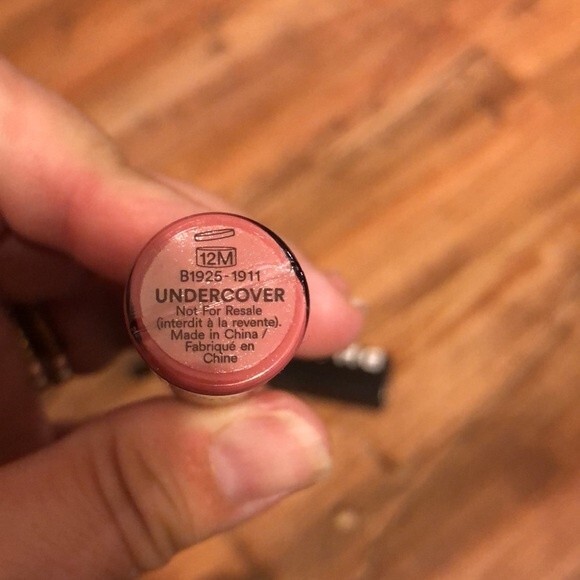 12M
B1925-1911
UNDERCOVER
Not For Resale
(interdit à la revente).
Made in China /
Fabriqué en
Chine